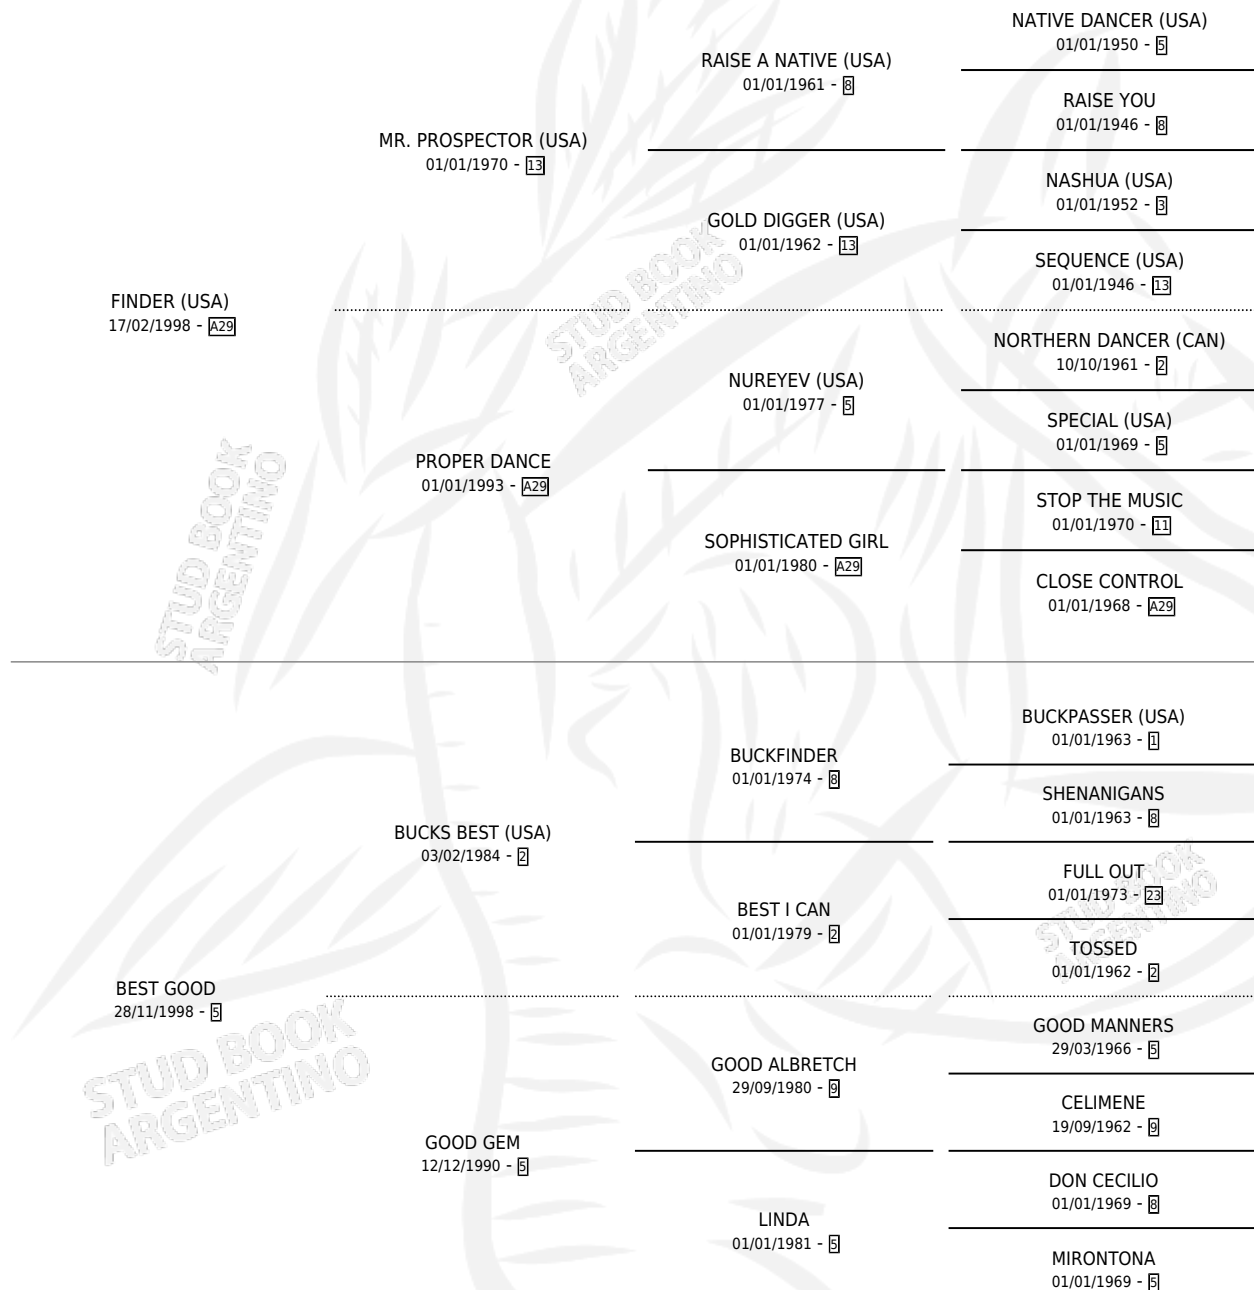 NATIVE DANCER (USA)
01/01/1950 - 5
RAISE A NATIVE (USA)
01/01/1961 - 8
RAISE YOU
01/01/1946 - 8
MR. PROSPECTOR (USA)
01/01/1970 - 13
NASHUA (USA)
01/01/1952 - 3
GOLD DIGGER (USA)
01/01/1962 - 13
SEQUENCE (USA)
01/01/1946 - 13
FINDER (USA)
17/02/1998 - A29
STUD BOOK
ARGENTINO
NORTHERN DANCER (CAN)
10/10/1961 - 2
NUREYEV (USA)
01/01/1977 - 5
SPECIAL (USA)
01/01/1969 - 5
PROPER DANCE
01/01/1993 - A29
STOP THE MUSIC
01/01/1970 - 11
SOPHISTICATED GIRL
01/01/1980 - A29
CLOSE CONTROL
01/01/1968 - A29
STUD BOOK
ARGENTINO
BUCKPASSER (USA)
01/01/1963 - 1
BUCKFINDER
01/01/1974 - 8
SHENANIGANS
01/01/1963 - 8
BUCKS BEST (USA)
03/02/1984 - 2
FULL OUT
01/01/1973 - 23
BEST I CAN
01/01/1979 - 2
STUD BOOK
ARGENTINO
TOSSED
01/01/1962 - 2
BEST GOOD
28/11/1998 - 5
GOOD MANNERS
29/03/1966 - 5
GOOD ALBRETCH
29/09/1980 - 9
CELIMENE
19/09/1962 - 9
STUD BOOK
ARGENTINO
GOOD GEM
12/12/1990 - 5
DON CECILIO
01/01/1969 - 8
LINDA
01/01/1981 - 5
MIRONTONA
01/01/1969 - 5